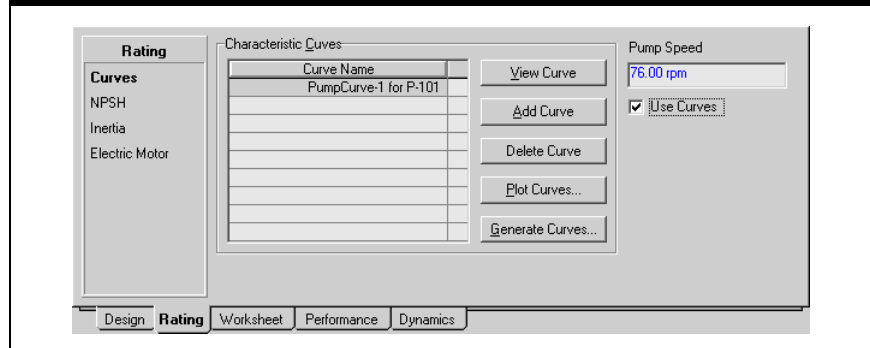 Rating
Curves
NPSH
Inertia
Electric Motor
Characteristic Cuves
Curve Name
PumpCurve-1 for P-101
View Curve
Add Curve
Delete Curve
Plot Curves...
Generate Curves...
Pump Speed
76.00 rpm
Use Curves
Design Rating Worksheet Performance Dynamics